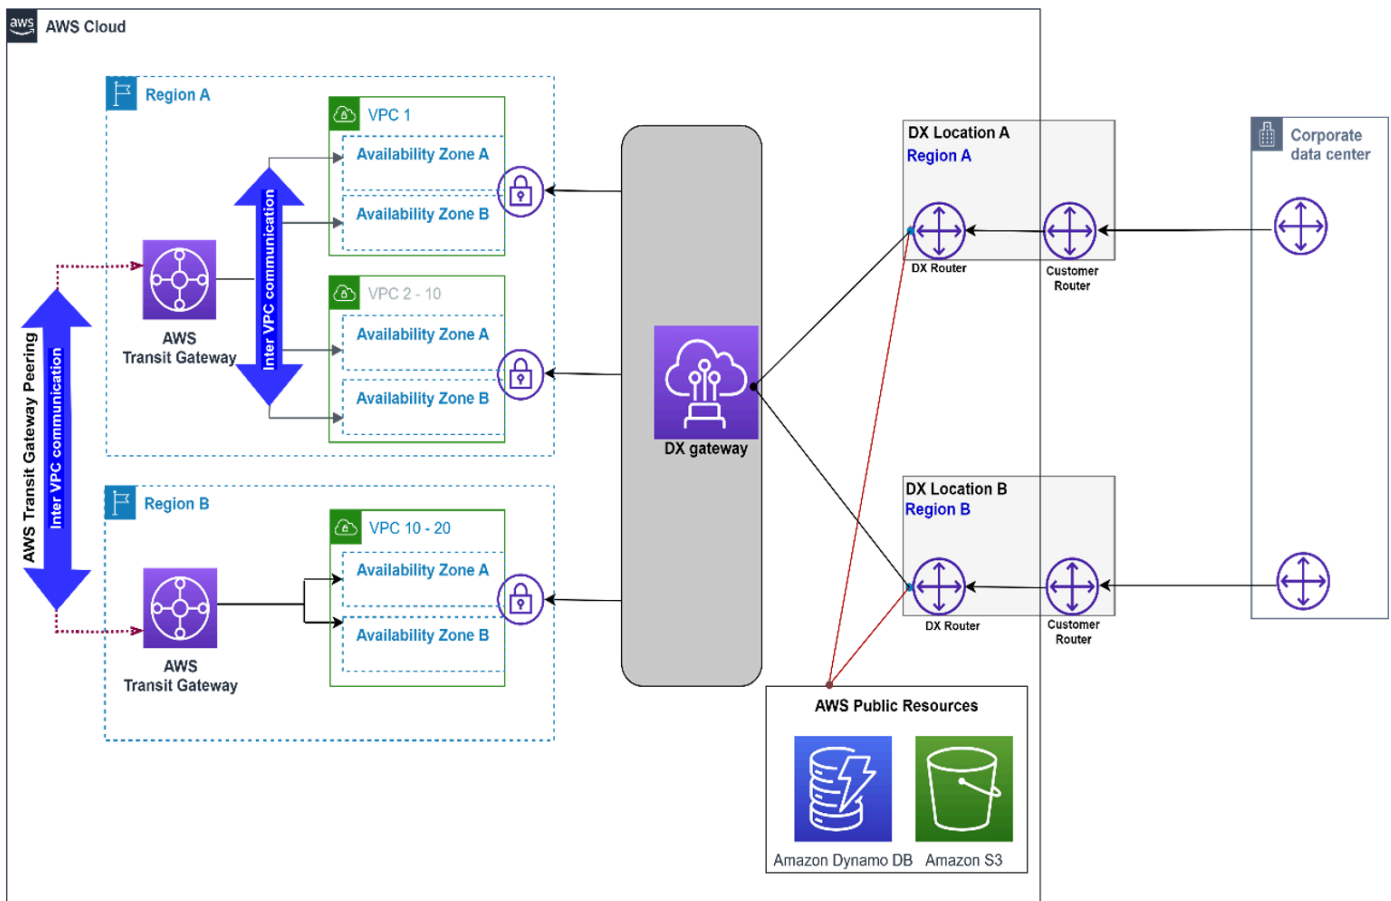 aws
AWS Cloud
Region A
VPC 1
Availability Zone A
Availability Zone B
VPC 2 - 10
Availability Zone A
Availability Zone B
Inter VPC communication
AWS
Transit Gateway
AWS Transit Gateway Peering
Inter VPC communication
Region B
VPC 10 - 20
Availability Zone A
Availability Zone B
AWS
Transit Gateway
DX gateway
DX Location A
Region A
DX Router
Customer
Router
DX Location B
Region B
DX Router
Customer
Router
Corporate
data center
AWS Public Resources
Amazon Dynamo DB
Amazon S3